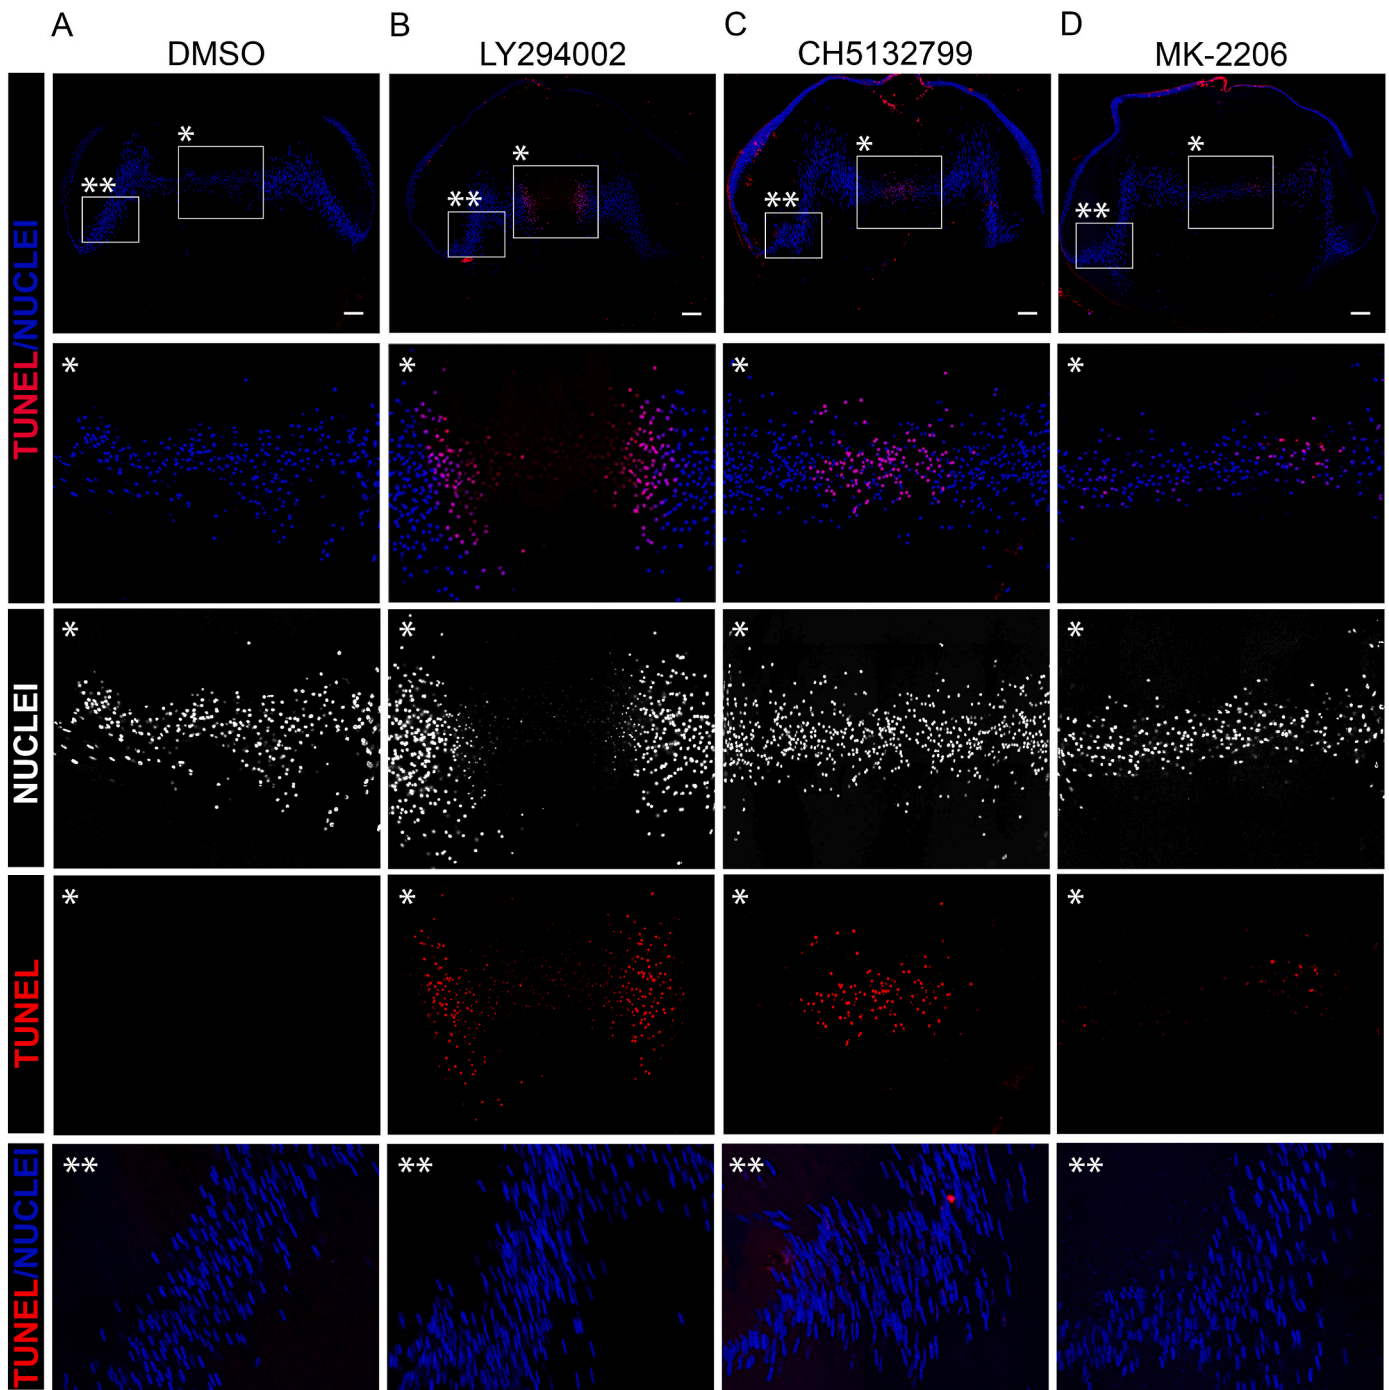 A B C D
DMSO LY294002 CH5132799 MK-2206
TUNEL/NUCLEI
* ** * ** * ** * **
* * * *
NUCLEI
* * * *
TUNEL
* * * *
TUNEL/NUCLEI
** ** ** **